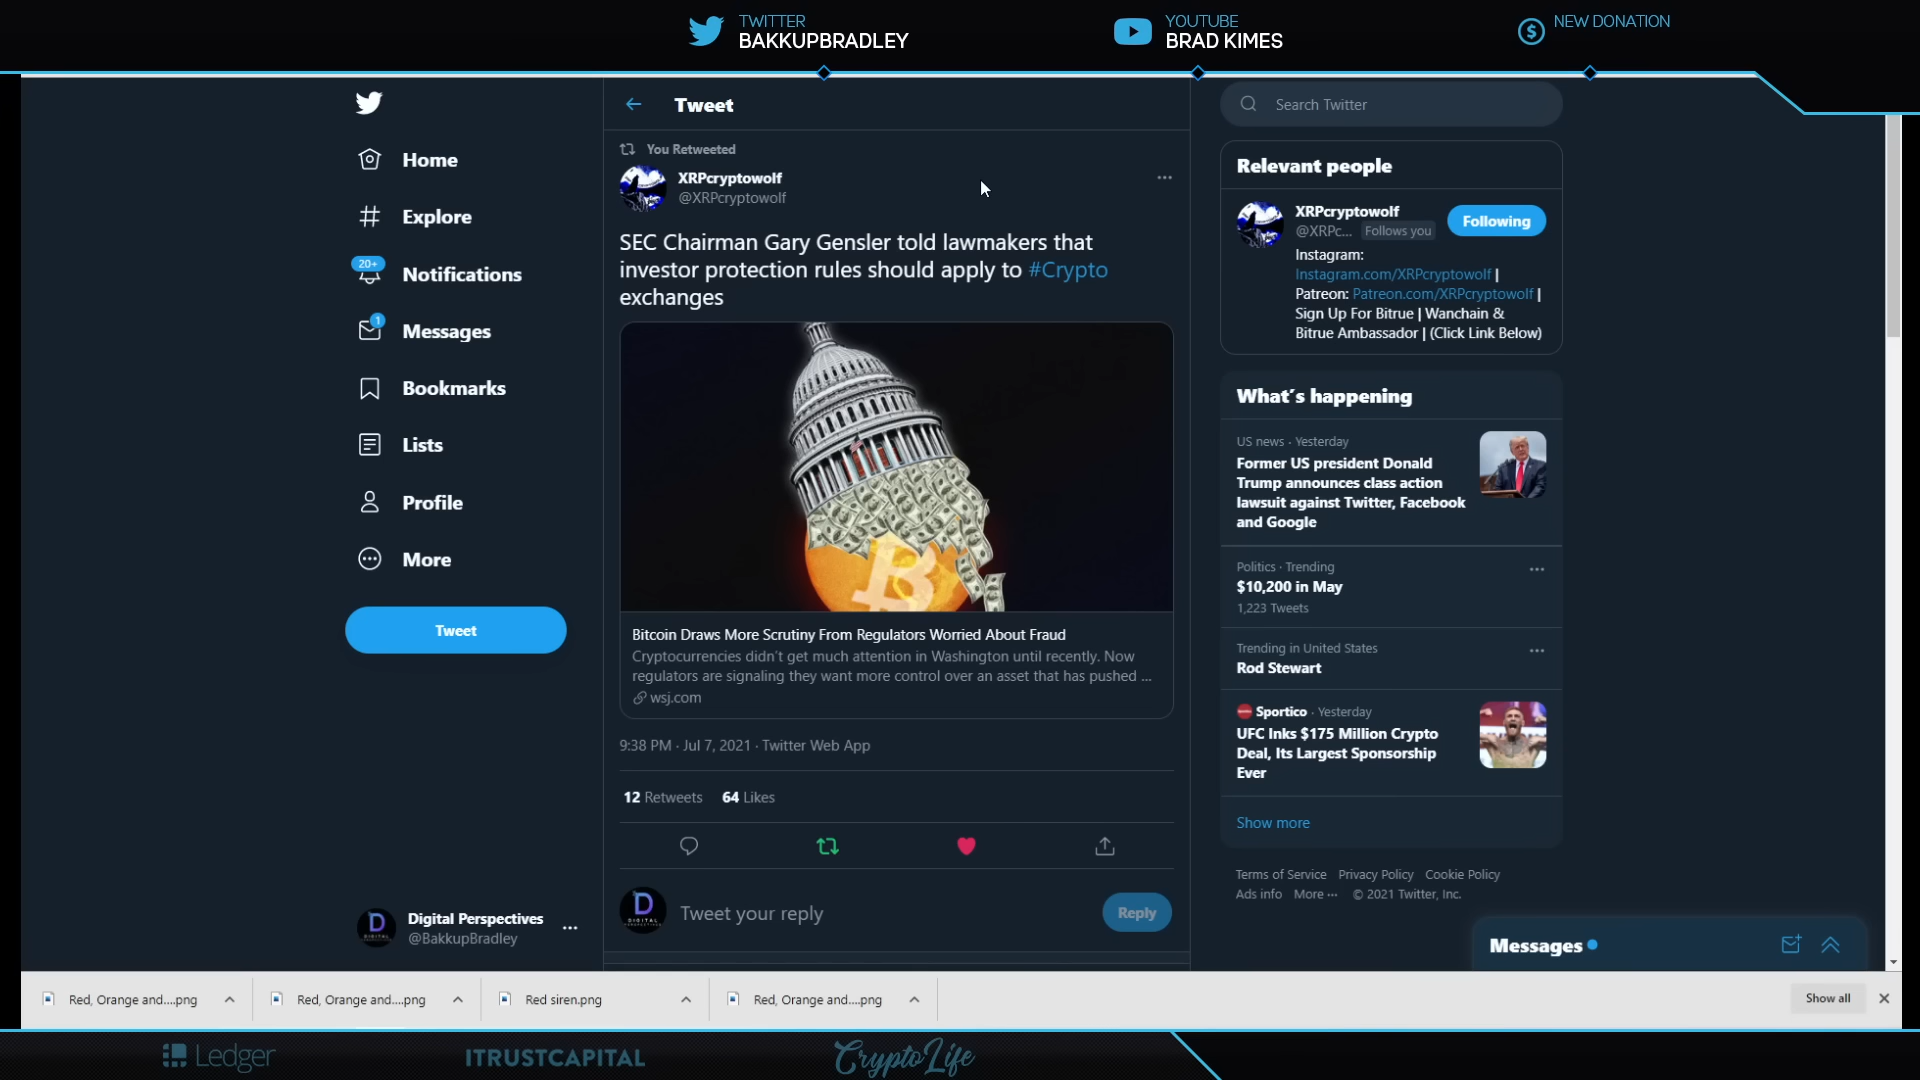 TWITTER
BAKKUPBRADLEY
YOUTUBE
BRAD KIMES
NEW DONATION
Home
Explore
20+
Notifications
1
Messages
Bookmarks
Lists
Profile
More
Tweet
Digital Perspectives
@BakkupBradley
Tweet
You Retweeted
XRPcryptowolf
@XRPcryptowolf
SEC Chairman Gary Gensler told lawmakers that
investor protection rules should apply to #Crypto
exchanges
Bitcoin Draws More Scrutiny From Regulators Worried About Fraud
Cryptocurrencies didn't get much attention in Washington until recently. Now
regulators are signaling they want more control over an asset that has pushed ...
wsj.com
9:38 PM · Jul 7, 2021 · Twitter Web App
12 Retweets 64 Likes
Tweet your reply
Reply
Search Twitter
Relevant people
XRPcryptowolf
@XRPc... Follows you
Following
Instagram:
Instagram.com/XRPcryptowolf |
Patreon: Patreon.com/XRPcryptowolf |
Sign Up For Bitrue | Wanchain &
Bitrue Ambassador | (Click Link Below)
What's happening
US news · Yesterday
Former US president Donald
Trump announces class action
lawsuit against Twitter, Facebook
and Google
Politics · Trending
$10,200 in May
1,223 Tweets
Trending in United States
Rod Stewart
Sportico · Yesterday
UFC Inks $175 Million Crypto
Deal, Its Largest Sponsorship
Ever
Show more
Terms of Service Privacy Policy Cookie Policy
Ads info More ··· © 2021 Twitter, Inc.
Messages
Red, Orange and....png
Red, Orange and....png
Red siren.png
Red, Orange and....png
Show all
Ledger
ITRUSTCAPITAL
CryptoLife